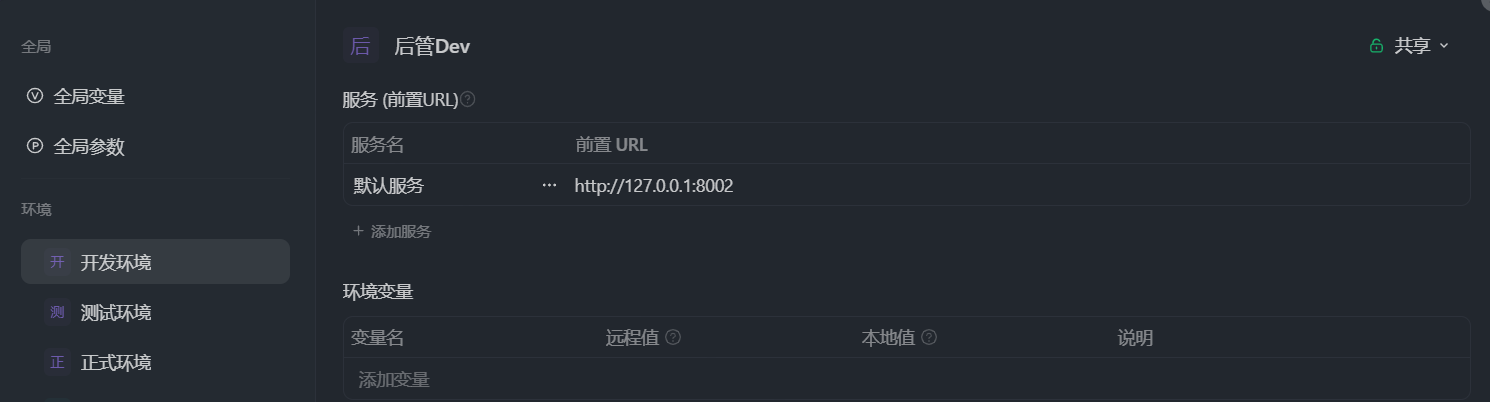 全局
全局变量
全局参数
环境
开 开发环境
测 测试环境
正 正式环境
后 后管Dev
共享
服务 (前置URL)
服务名 前置 URL
默认服务 ··· http://127.0.0.1:8002
+ 添加服务
环境变量
变量名 远程值 本地值 说明
添加变量